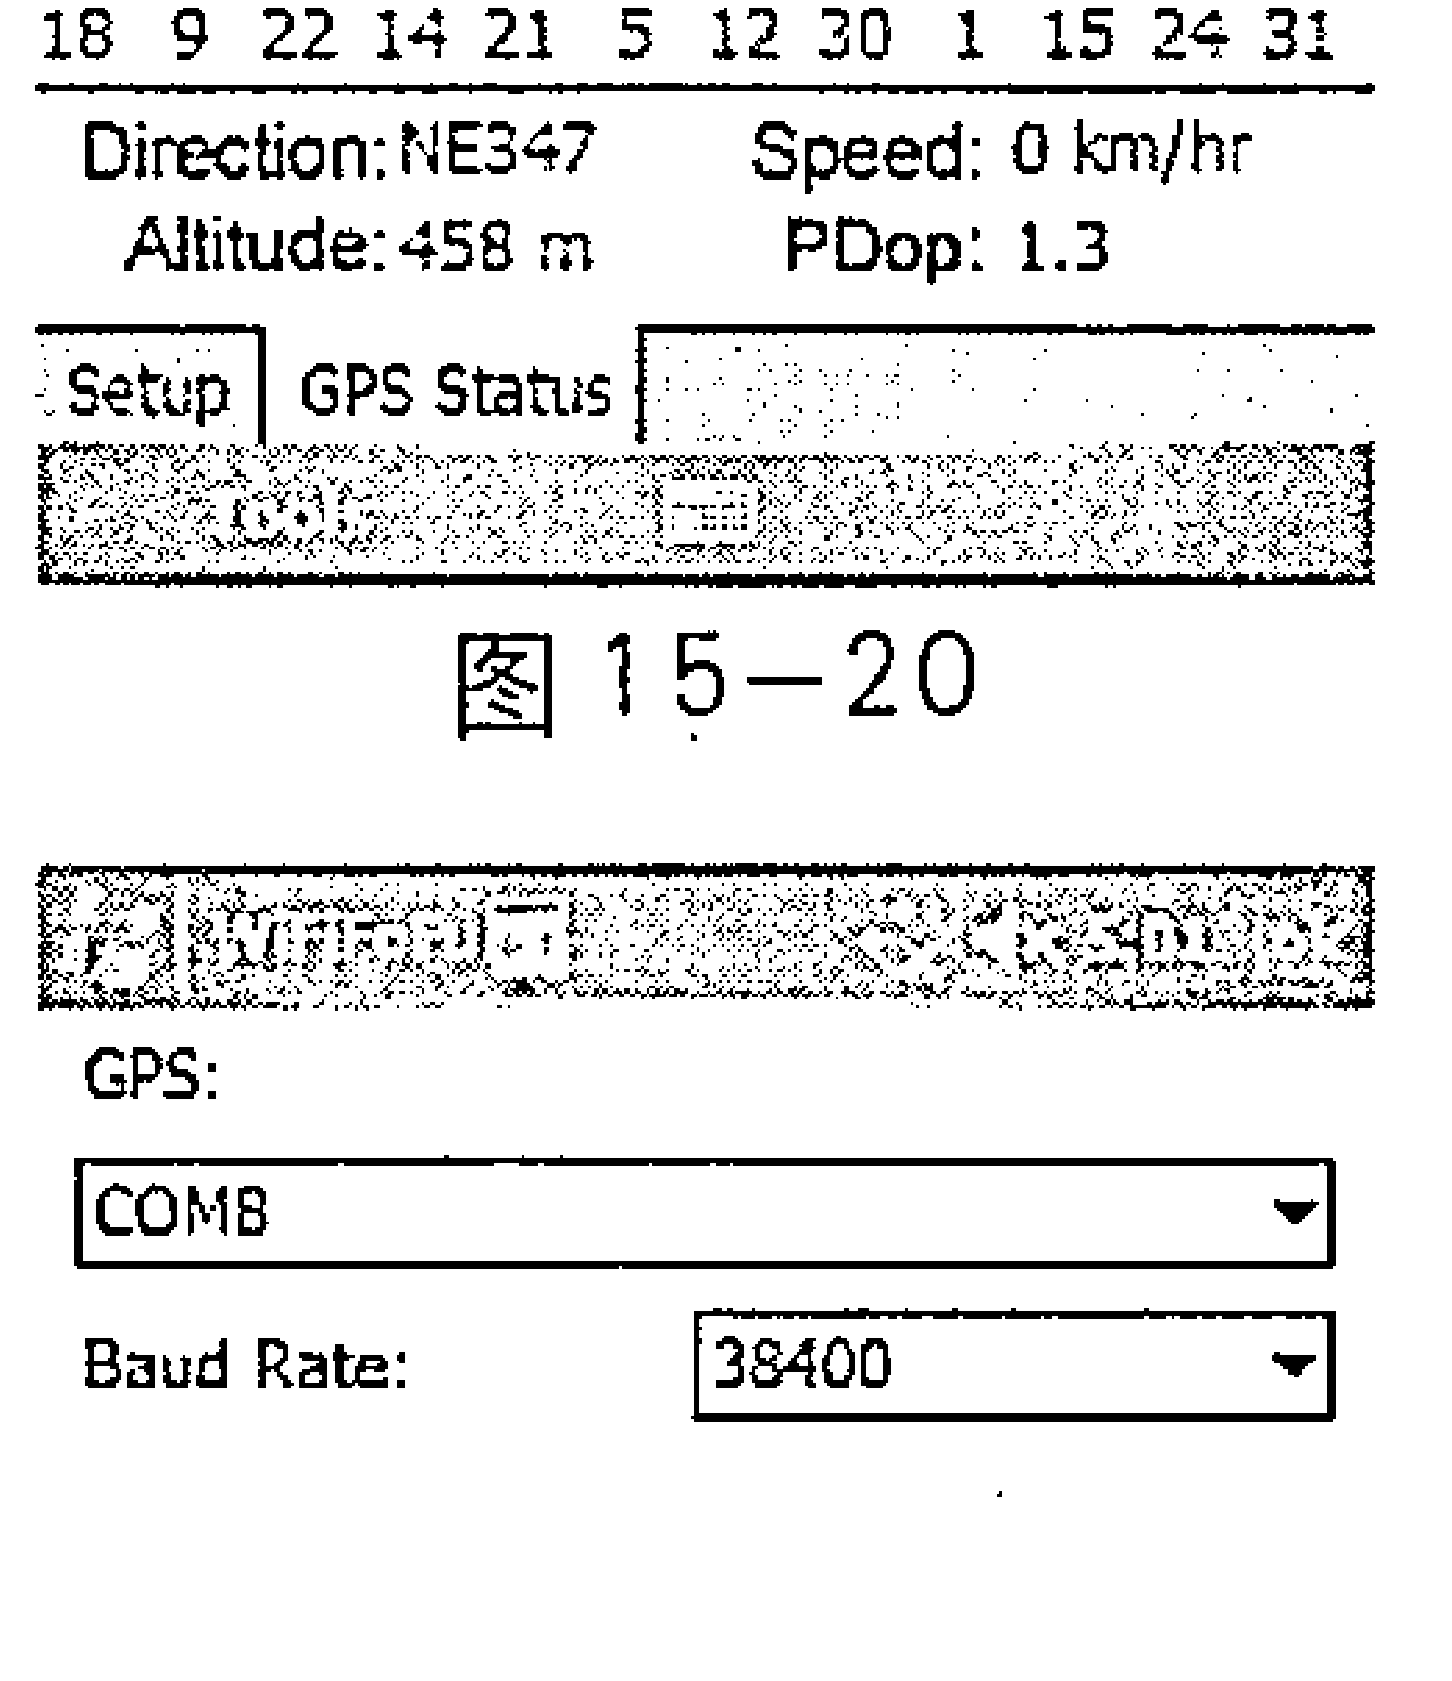 18 9 22 14 21 5 12 30 1 15 24 31
Direction: NE347 Speed: 0 km/hr
Altitude: 458 m PDop: 1.3
Setup GPS Status
图 15-20
GPS:
COM8
Baud Rate: 38400